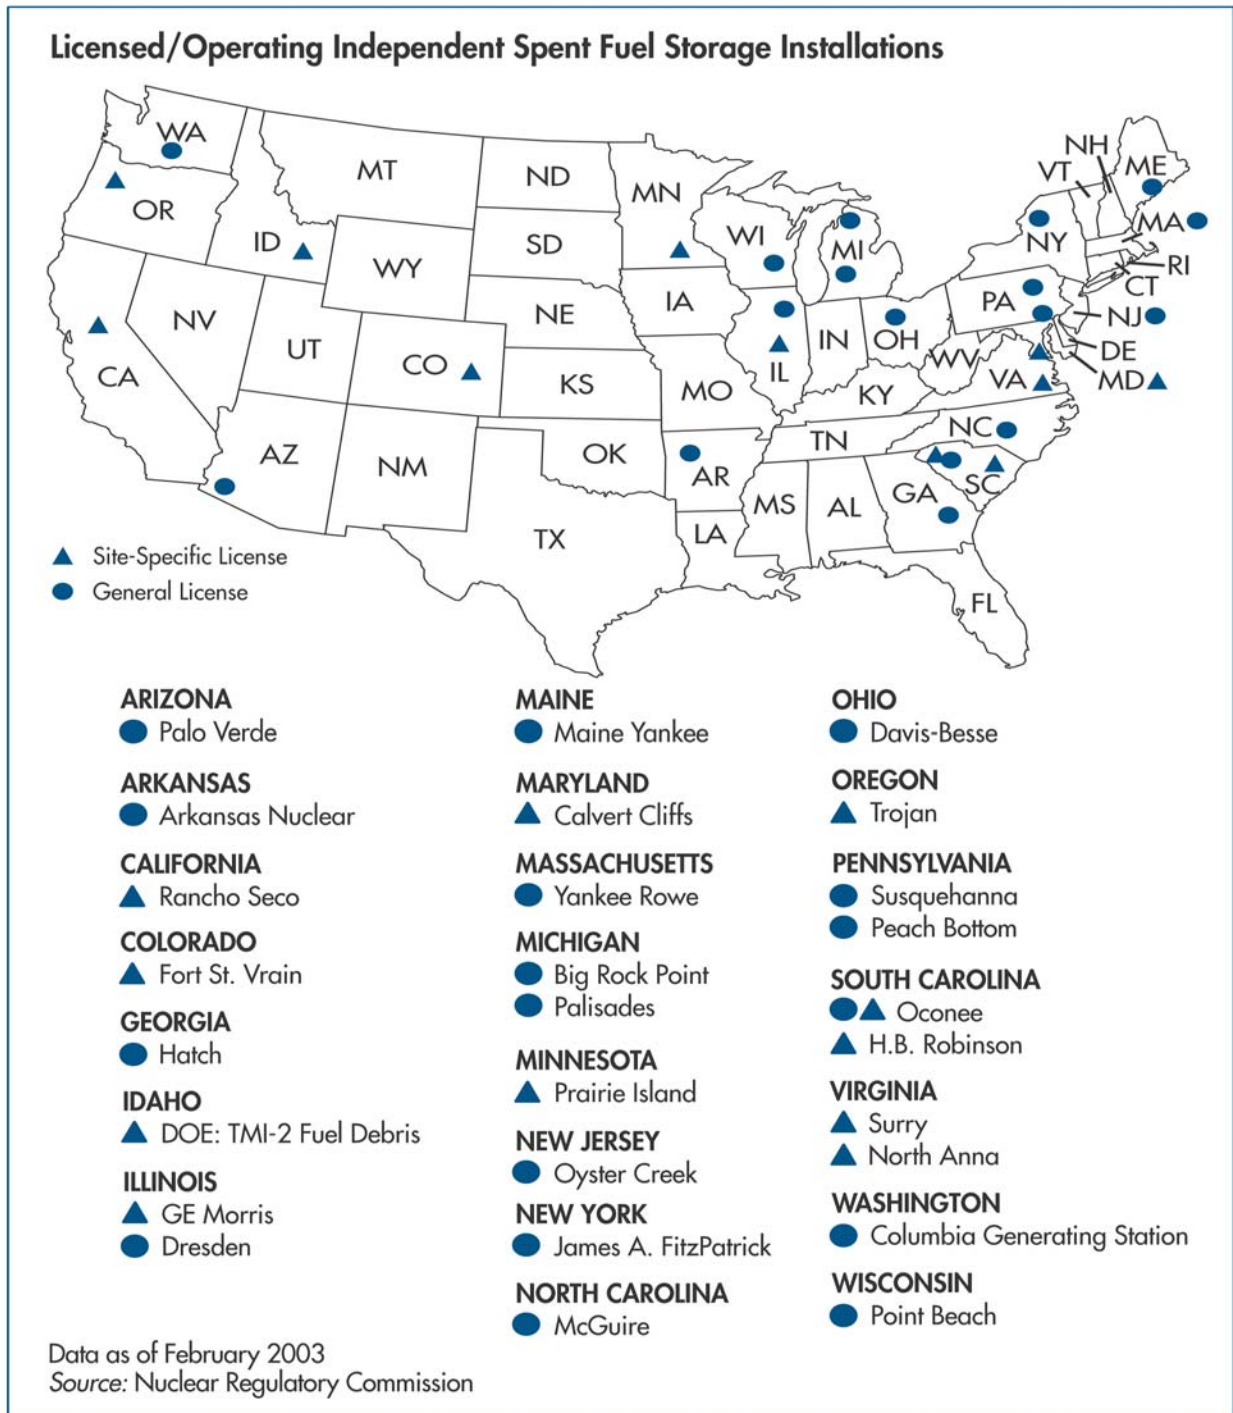 Licensed/Operating Independent Spent Fuel Storage Installations
WA
MT
ND
MN
VT
NH
ME
OR
ID
WY
SD
WI
MI
NY
MA
RI
CT
NV
UT
CO
NE
IA
IL
IN
OH
PA
NJ
DE
MD
CA
KS
MO
KY
WV
VA
AZ
NM
OK
AR
TN
NC
SC
TX
LA
MS
AL
GA
FL
Site-Specific License
General License
ARIZONA
Palo Verde
ARKANSAS
Arkansas Nuclear
CALIFORNIA
Rancho Seco
COLORADO
Fort St. Vrain
GEORGIA
Hatch
IDAHO
DOE: TMI-2 Fuel Debris
ILLINOIS
GE Morris
Dresden
MAINE
Maine Yankee
MARYLAND
Calvert Cliffs
MASSACHUSETTS
Yankee Rowe
MICHIGAN
Big Rock Point
Palisades
MINNESOTA
Prairie Island
NEW JERSEY
Oyster Creek
NEW YORK
James A. FitzPatrick
NORTH CAROLINA
McGuire
OHIO
Davis-Besse
OREGON
Trojan
PENNSYLVANIA
Susquehanna
Peach Bottom
SOUTH CAROLINA
Oconee
H.B. Robinson
VIRGINIA
Surry
North Anna
WASHINGTON
Columbia Generating Station
WISCONSIN
Point Beach
Data as of February 2003
Source: Nuclear Regulatory Commission